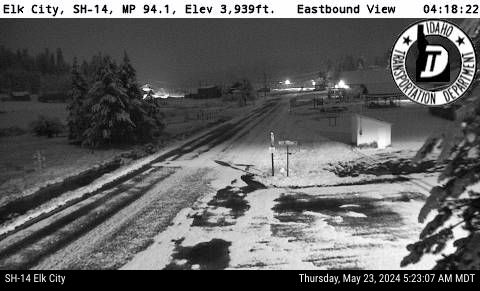 Elk City, SH-14, MP 94.1, Elev 3,939ft. Eastbound View 04:18:22
IDAHO
TRANSPORTATION DEPARTMENT
SH-14 Elk City Thursday, May 23, 2024 5:23:07 AM MDT